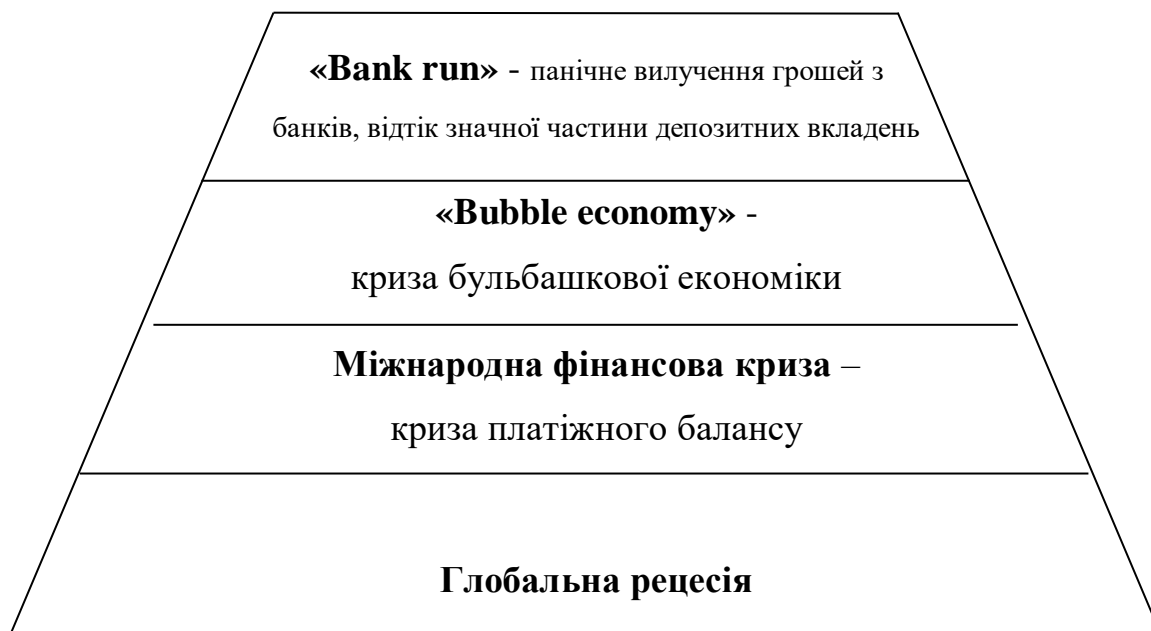 «Bank run» - панічне вилучення грошей з
банків, відтік значної частини депозитних вкладень
«Bubble economy» -
криза бульбашкової економіки
Міжнародна фінансова криза –
криза платіжного балансу
Глобальна рецесія